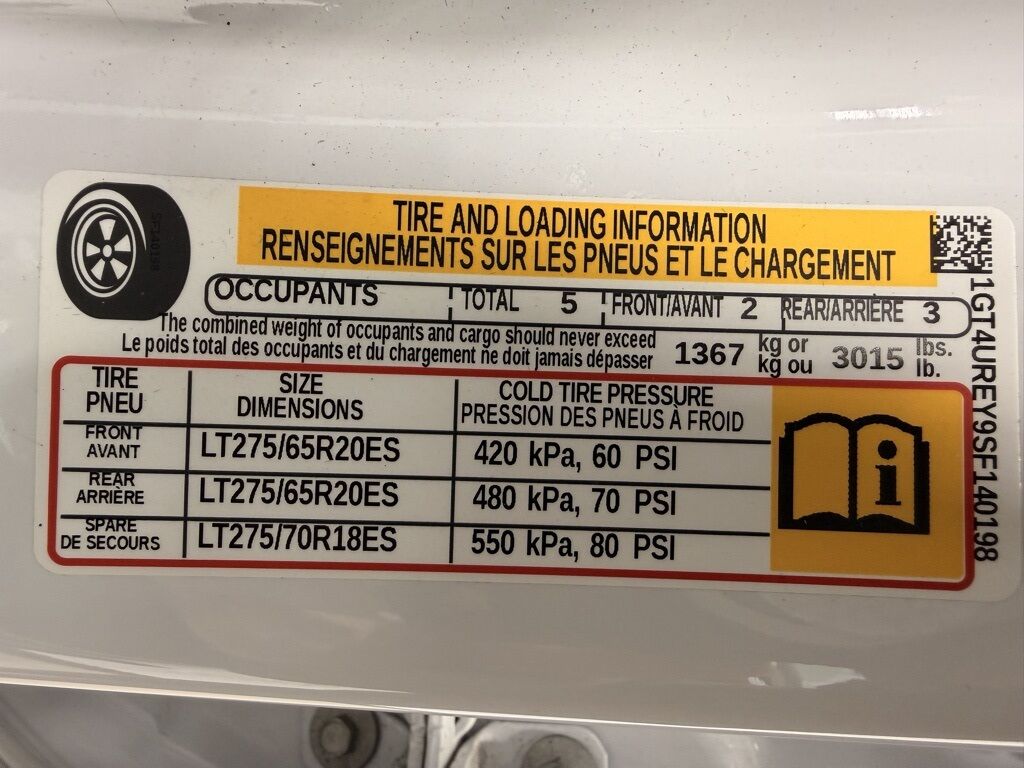 TIRE AND LOADING INFORMATION
RENSEIGNEMENTS SUR LES PNEUS ET LE CHARGEMENT
OCCUPANTS TOTAL 5 FRONT/AVANT 2 REAR/ARRIÈRE 3
The combined weight of occupants and cargo should never exceed
Le poids total des occupants et du chargement ne doit jamais dépasser
1367 kg or 3015 lbs.
kg ou lb.
TIRE SIZE COLD TIRE PRESSURE
PNEU DIMENSIONS PRESSION DES PNEUS À FROID
FRONT
AVANT LT275/65R20ES 420 kPa, 60 PSI
REAR
ARRIÈRE LT275/65R20ES 480 kPa, 70 PSI
SPARE
DE SECOURS LT275/70R18ES 550 kPa, 80 PSI
i
1GT4UREY9SF140198
SF140198